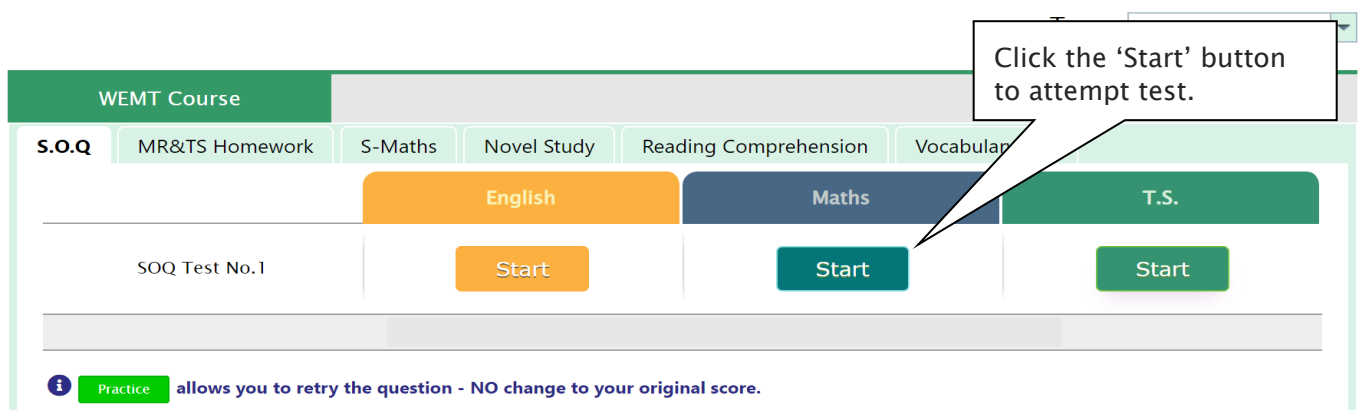 Click the ‘Start’ button
to attempt test.
WEMT Course
S.O.Q MR&TS Homework S-Maths Novel Study Reading Comprehension
English Maths T.S.
SOQ Test No.1 Start Start Start
Practice allows you to retry the question - NO change to your original score.